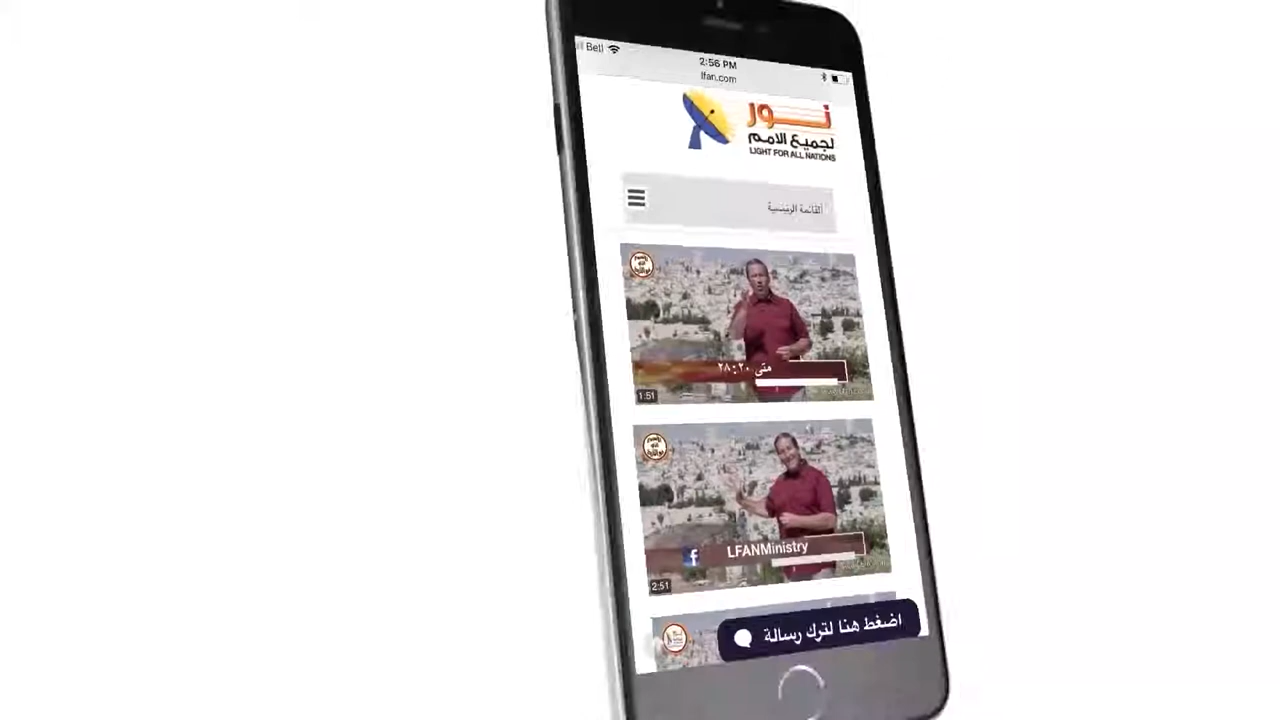 Bell
2:56 PM
lfan.com
نور
لجميع الامم
LIGHT FOR ALL NATIONS
القائمة الرئيسية
متى ٢٨:٢٠
1:51
LFANMinistry
2:51
اضغط هنا لترك رسالة